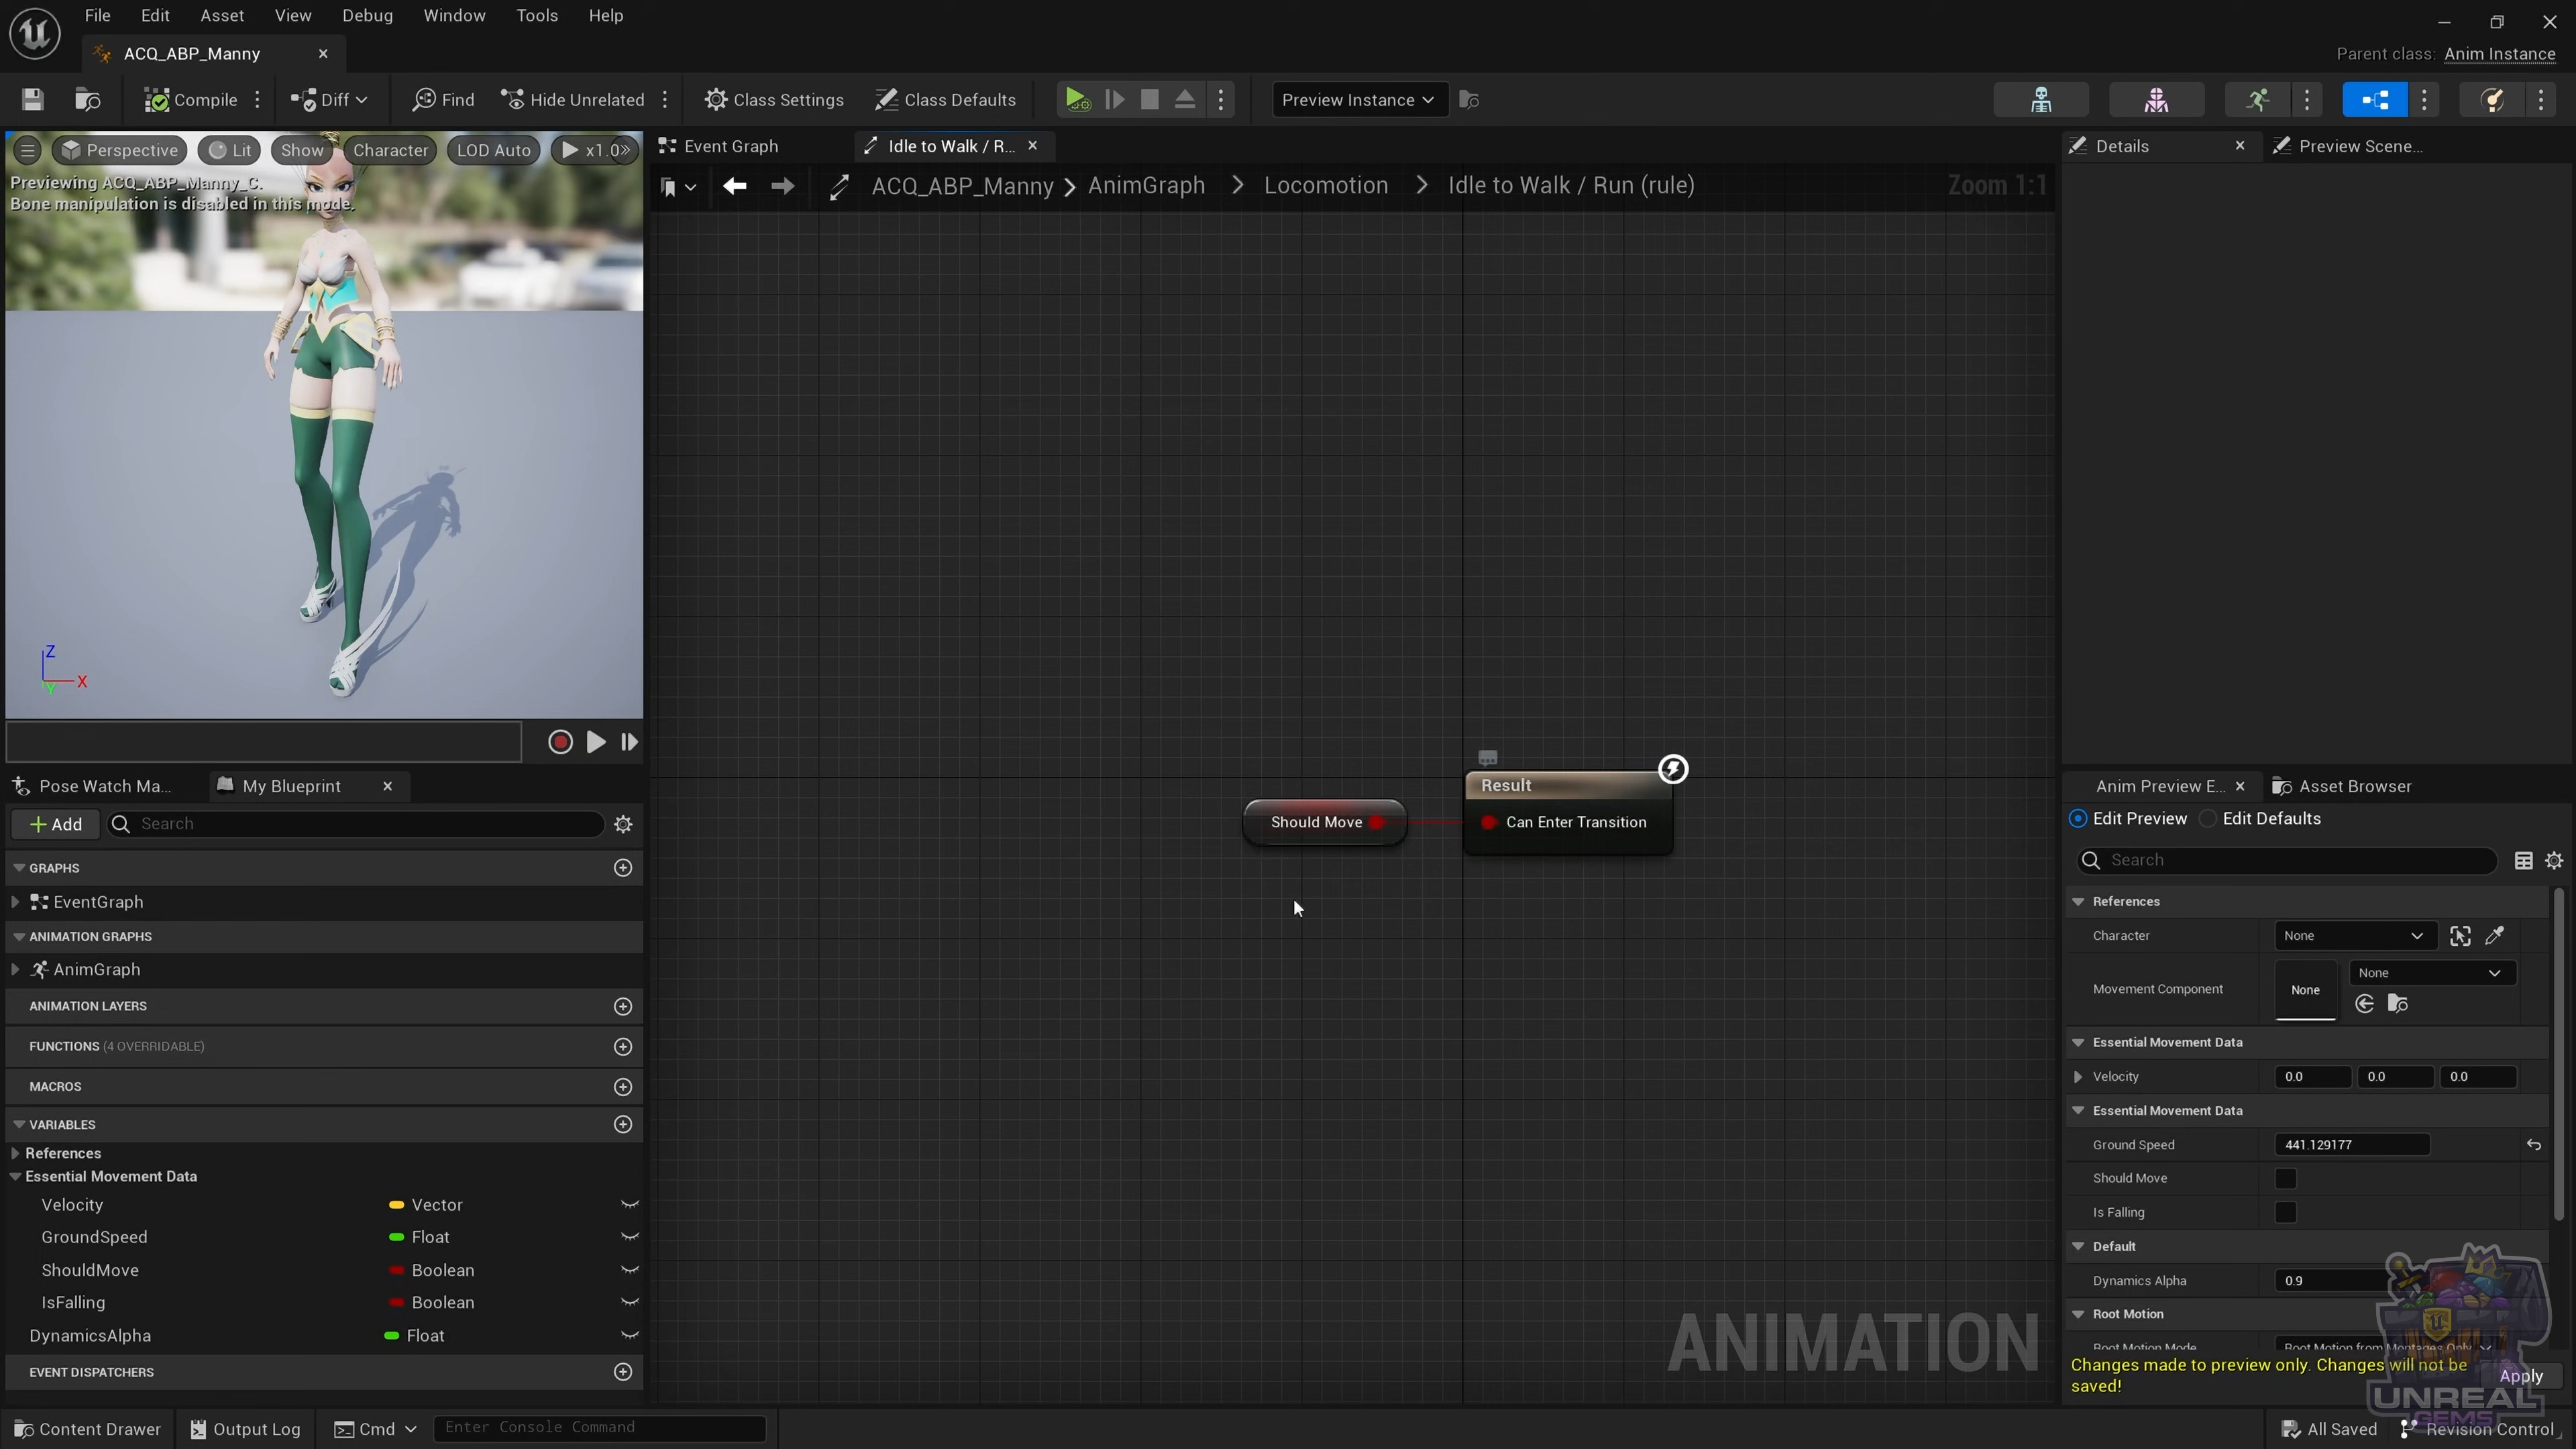 File Edit Asset View Debug Window Tools Help
ACQ_ABP_Manny
Parent class: Anim Instance
Compile Diff Find Hide Unrelated Class Settings Class Defaults Preview Instance
Perspective Lit Show Character LOD Auto x1.0
Previewing ACQ_ABP_Manny_C.
Bone manipulation is disabled in this mode.
Z
X
Y
Event Graph Idle to Walk / R...
ACQ_ABP_Manny AnimGraph Locomotion Idle to Walk / Run (rule)
Zoom 1:1
Should Move
Result
Can Enter Transition
ANIMATION
Pose Watch Ma... My Blueprint
Add Search
GRAPHS
EventGraph
ANIMATION GRAPHS
AnimGraph
ANIMATION LAYERS
FUNCTIONS (4 OVERRIDABLE)
MACROS
VARIABLES
References
Essential Movement Data
Velocity Vector
GroundSpeed Float
ShouldMove Boolean
IsFalling Boolean
DynamicsAlpha Float
EVENT DISPATCHERS
Details Preview Scene...
Anim Preview E... Asset Browser
Edit Preview Edit Defaults
Search
References
Character None
Movement Component None None
Essential Movement Data
Velocity 0.0 0.0 0.0
Essential Movement Data
Ground Speed 441.129177
Should Move
Is Falling
Default
Dynamics Alpha 0.9
Root Motion
Root Motion Mode Root Motion from Montages Only
Changes made to preview only. Changes will not be
saved!
Apply
UNREAL
GEMS
Content Drawer Output Log Cmd Enter Console Command
All Saved Revision Control